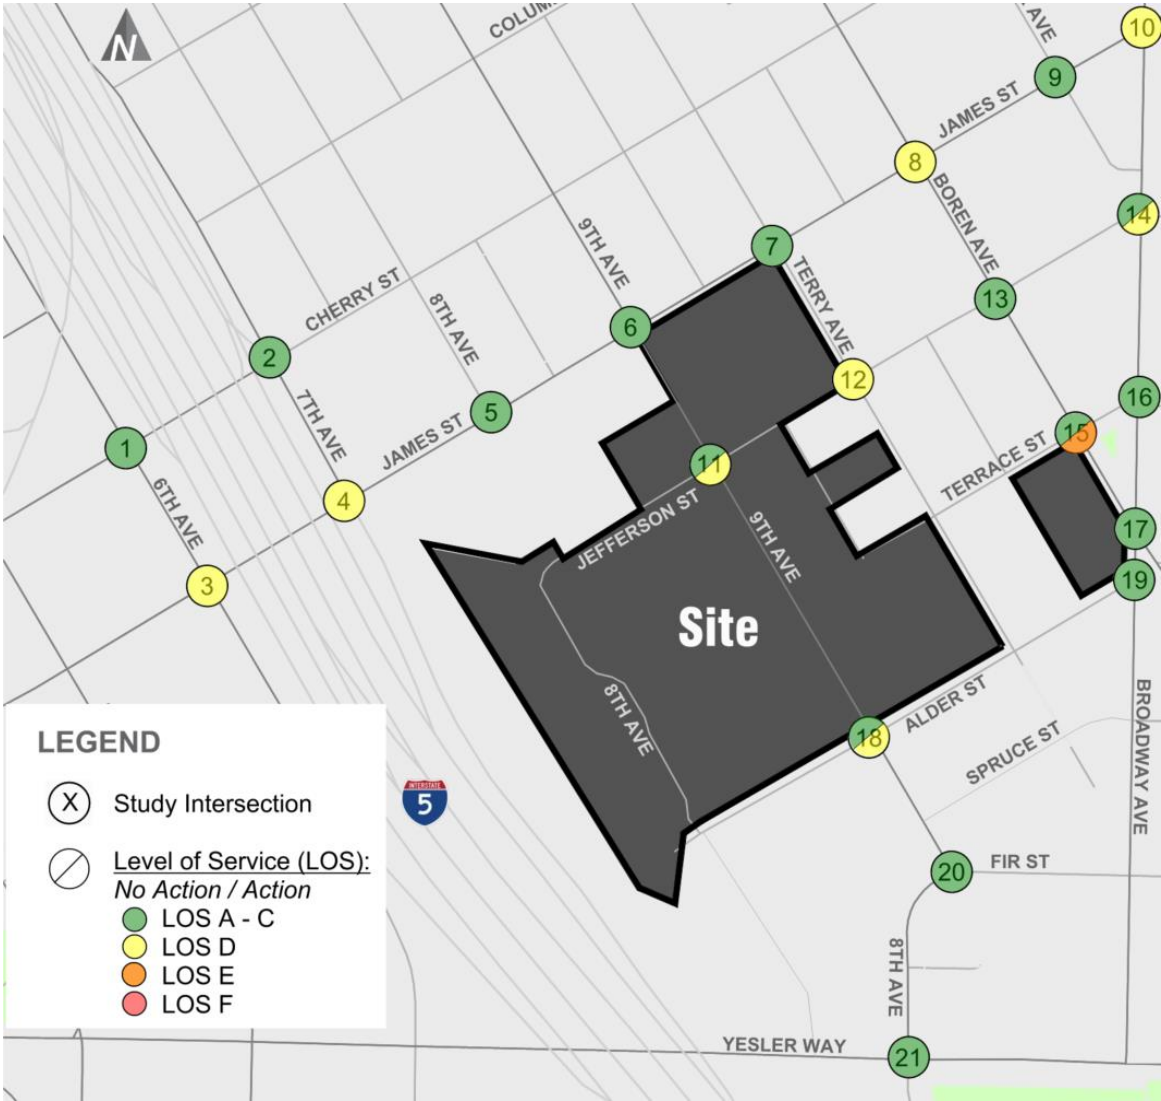 N
COLUM
AVE
10
9
JAMES ST
8
BOREN AVE
14
9TH AVE
7
TERRY AVE
13
CHERRY ST
8TH AVE
6
2
12
16
7TH AVE
5
15
JAMES ST
1
11
TERRACE ST
4
6TH AVE
JEFFERSON ST
9TH AVE
17
3
19
Site
8TH AVE
ALDER ST
BROADWAY AVE
18
SPRUCE ST
LEGEND
X Study Intersection
INTERSTATE
5
Level of Service (LOS):
No Action / Action
LOS A - C
LOS D
LOS E
LOS F
20
FIR ST
8TH AVE
YESLER WAY
21